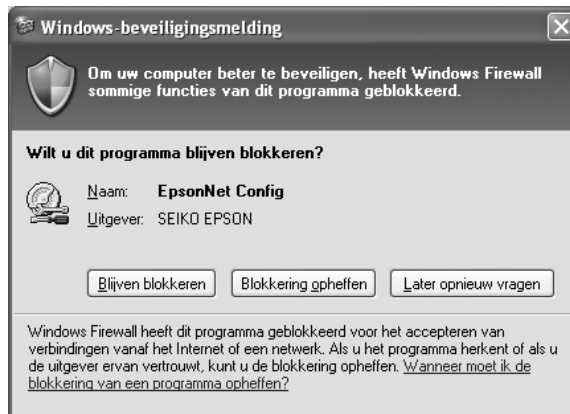 Windows-beveiligingsmelding
Om uw computer beter te beveiligen, heeft Windows Firewall
sommige functies van dit programma geblokkeerd.
Wilt u dit programma blijven blokkeren?
Naam: EpsonNet Config
Uitgever: SEIKO EPSON
Blijven blokkeren Blokkering opheffen Later opnieuw vragen
Windows Firewall heeft dit programma geblokkeerd voor het accepteren van
verbindingen vanaf het Internet of een netwerk. Als u het programma herkent of als u
de uitgever ervan vertrouwt, kunt u de blokkering opheffen. Wanneer moet ik de
blokkering van een programma opheffen?